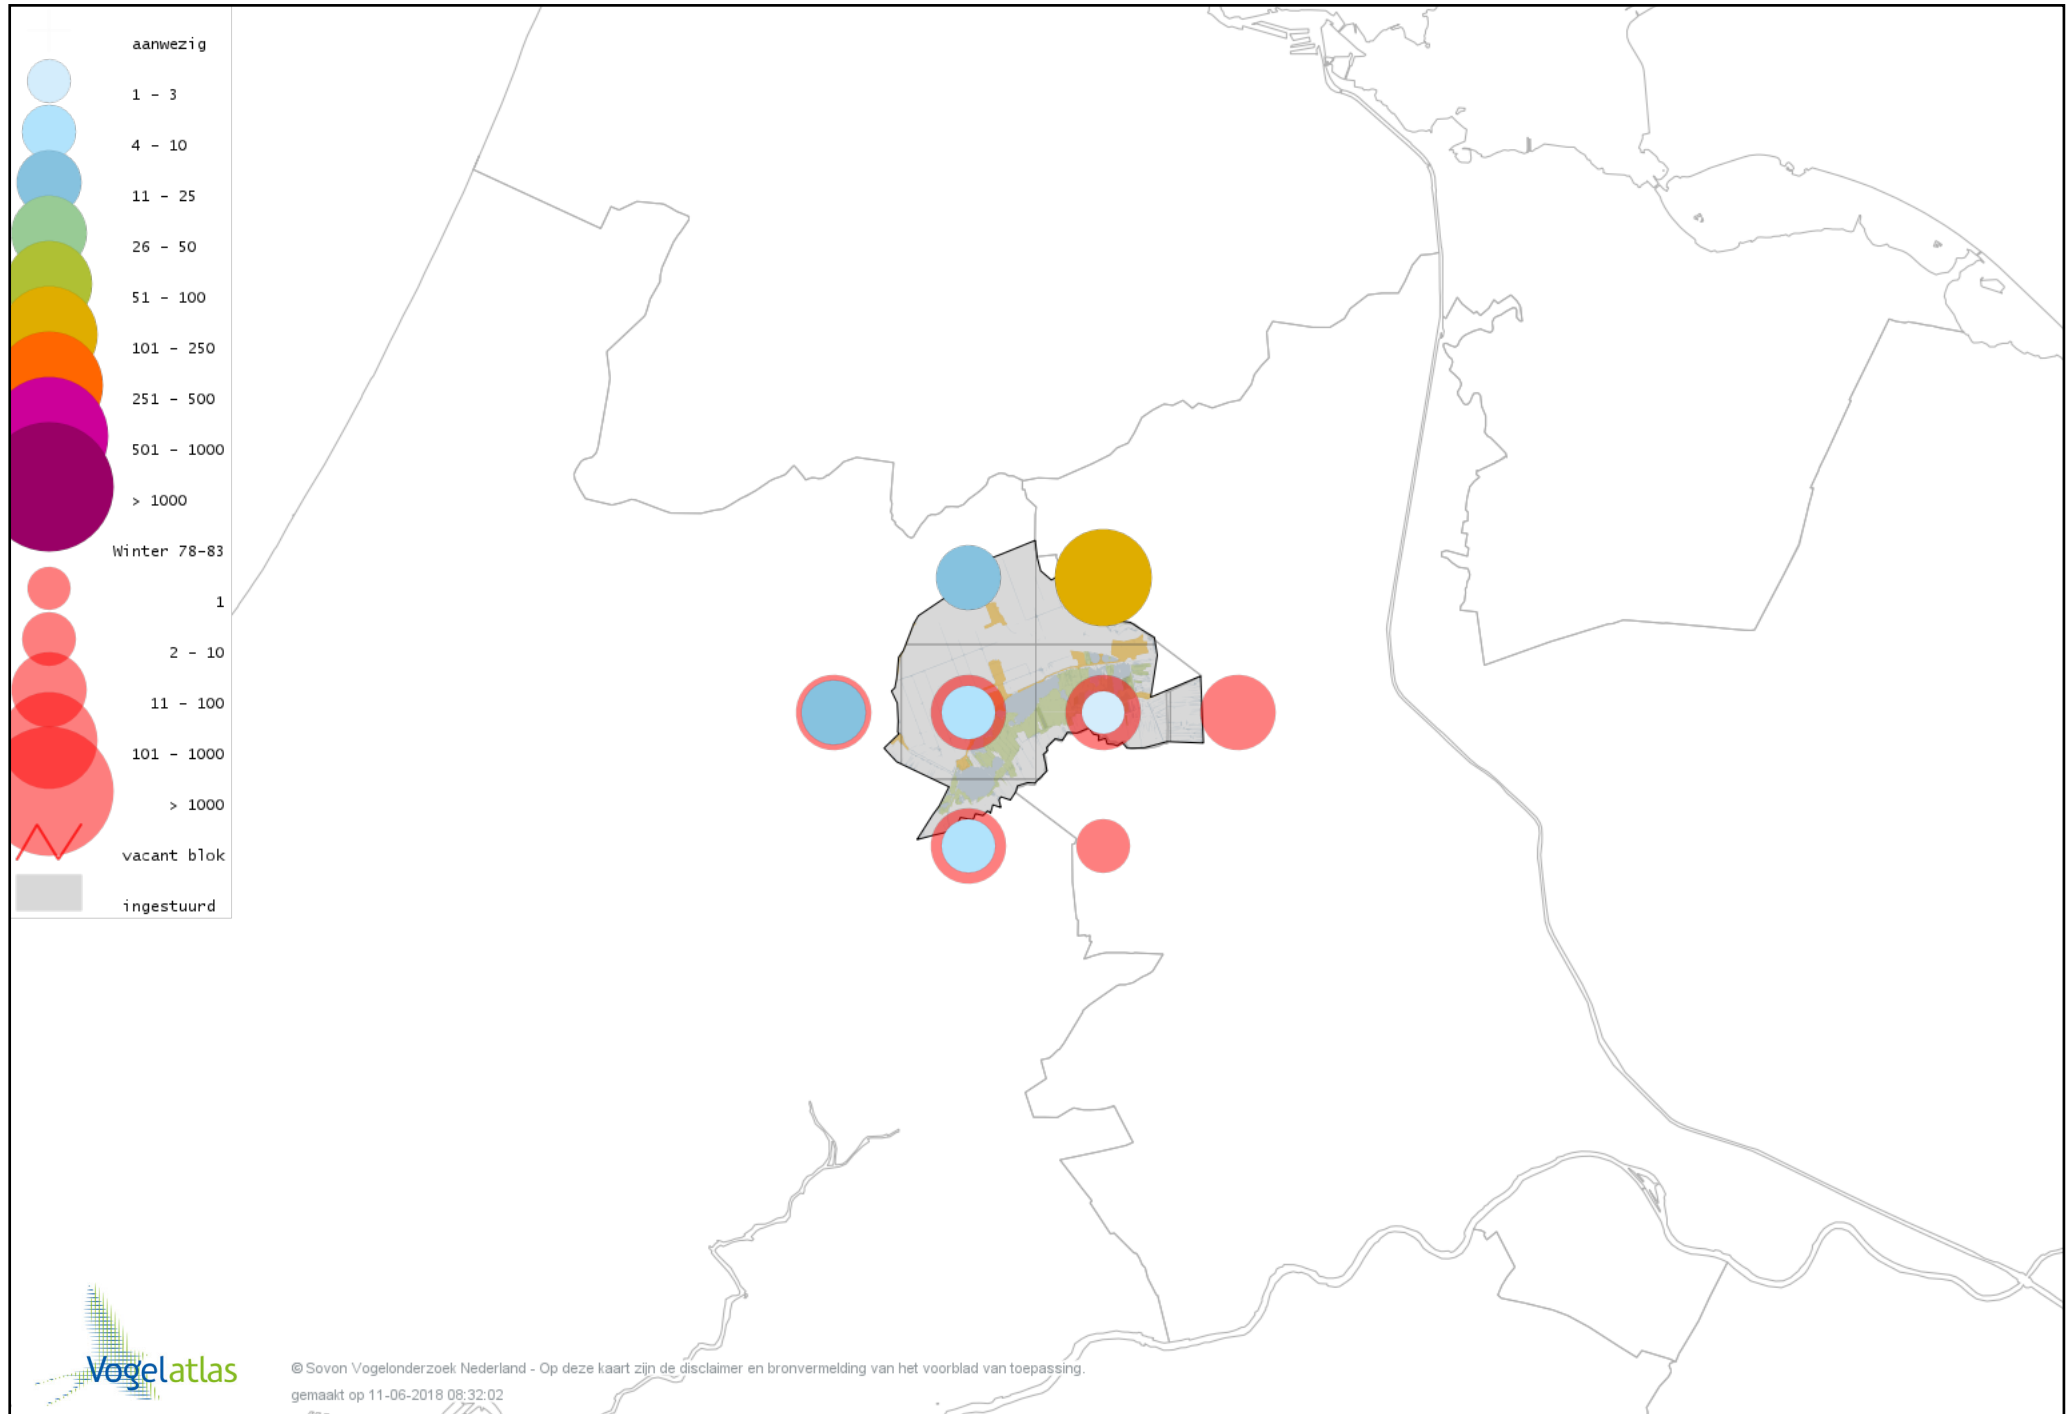 aanwezig
1 - 3
4 - 10
11 - 25
26 - 50
51 - 100
101 - 250
251 - 500
501 - 1000
> 1000
Winter 78-83
1
2 - 10
11 - 100
101 - 1000
> 1000
vacant blok
ingestuurd
Vogelatlas
© Sovon Vogelonderzoek Nederland - Op deze kaart zijn de disclaimer en bronvermelding van het voorblad van toepassing.
gemaakt op 11-06-2018 08:32:02